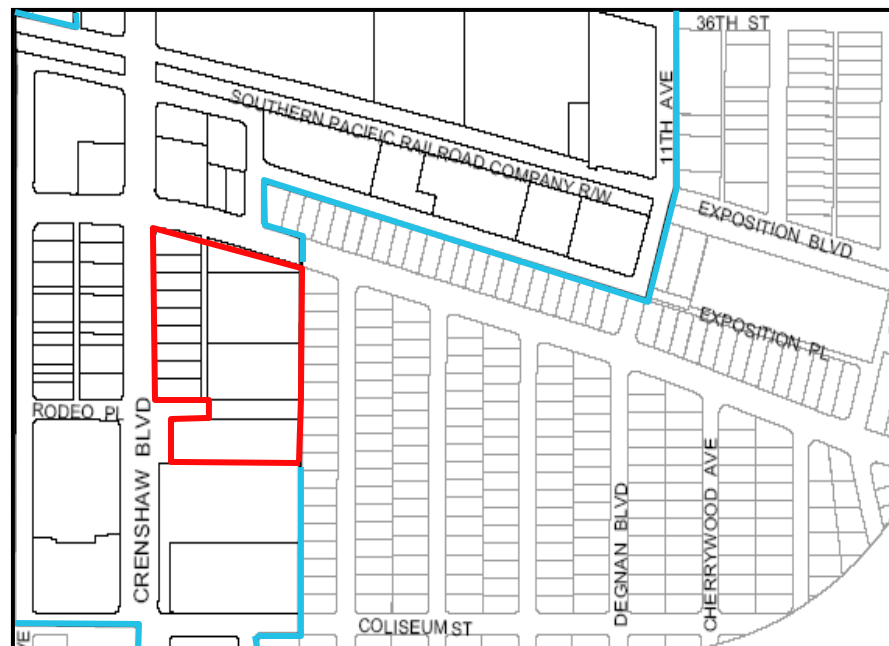 36TH ST
11TH AVE
SOUTHERN PACIFIC RAILROAD COMPANY R/W
EXPOSITION BLVD
EXPOSITION PL
RODEO PL
CRENSHAW BLVD
DEGNAN BLVD
CHERRYWOOD AVE
COLISEUM ST
VE